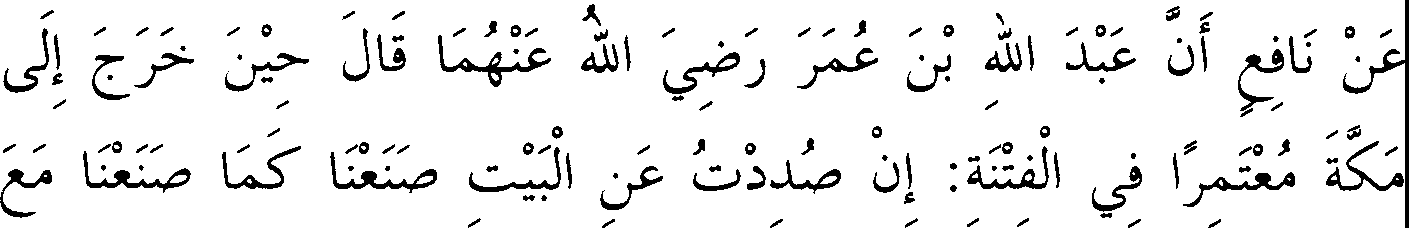 عَنْ نَافِعٍ أَنَّ عَبْدَ اللهِ بْنَ عُمَرَ رَضِيَ اللهُ عَنْهُمَا قَالَ حِيْنَ خَرَجَ إِلَى
مَكَّةَ مُعْتَمِرًا فِي الْفِتْنَةِ: إِنْ صُدِدْتُ عَنِ الْبَيْتِ صَنَعْنَا كَمَا صَنَعْنَا مَعَ